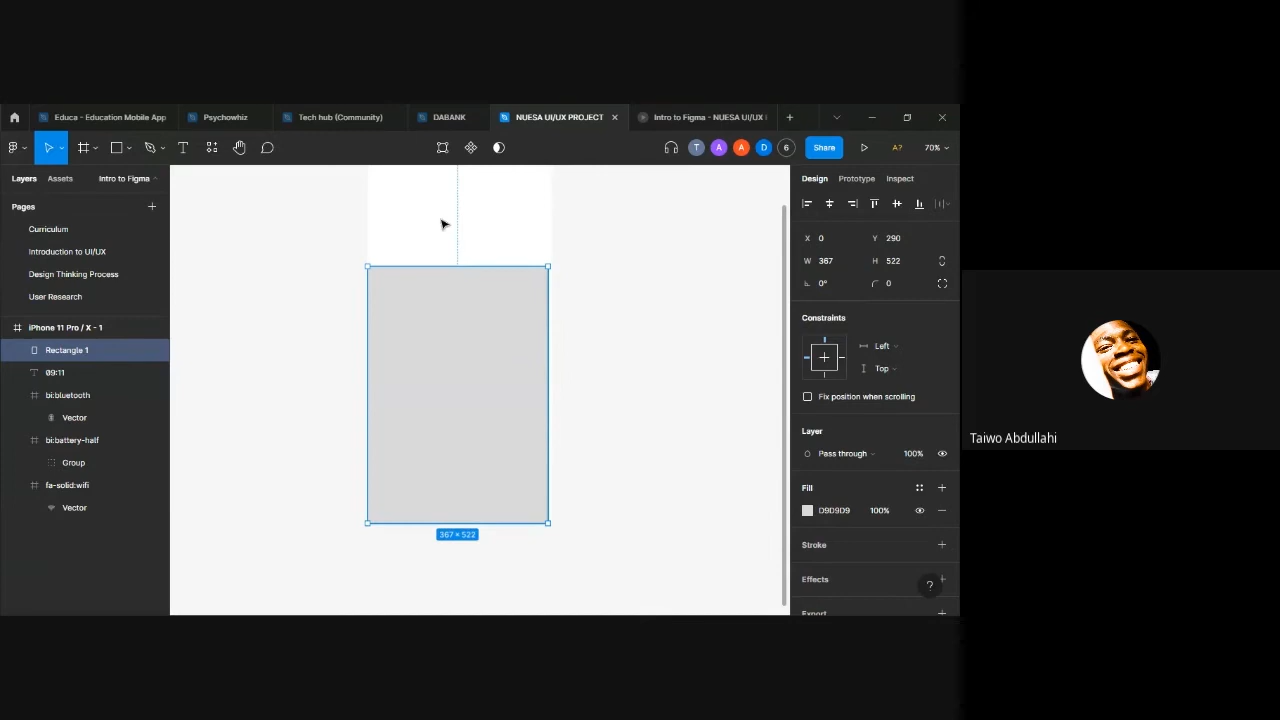 Educa - Education Mobile App
Psychowhiz
Tech hub (Community)
DABANK
NUESA UI/UX PROJECT
Intro to Figma - NUESA UI/UX
T A A D 6
Share
A?
70%
Layers Assets Intro to Figma
Pages
Curriculum
Introduction to UI/UX
Design Thinking Process
User Research
iPhone 11 Pro / X - 1
Rectangle 1
09:11
bi:bluetooth
Vector
bi:battery-half
Group
fa-solid:wifi
Vector
367 × 522
Design Prototype Inspect
X 0 Y 290
W 367 H 522
0° 0
Constraints
Left
Top
Fix position when scrolling
Layer
Pass through 100%
Fill
D9D9D9 100%
Stroke
Effects
?
Export
Taiwo Abdullahi